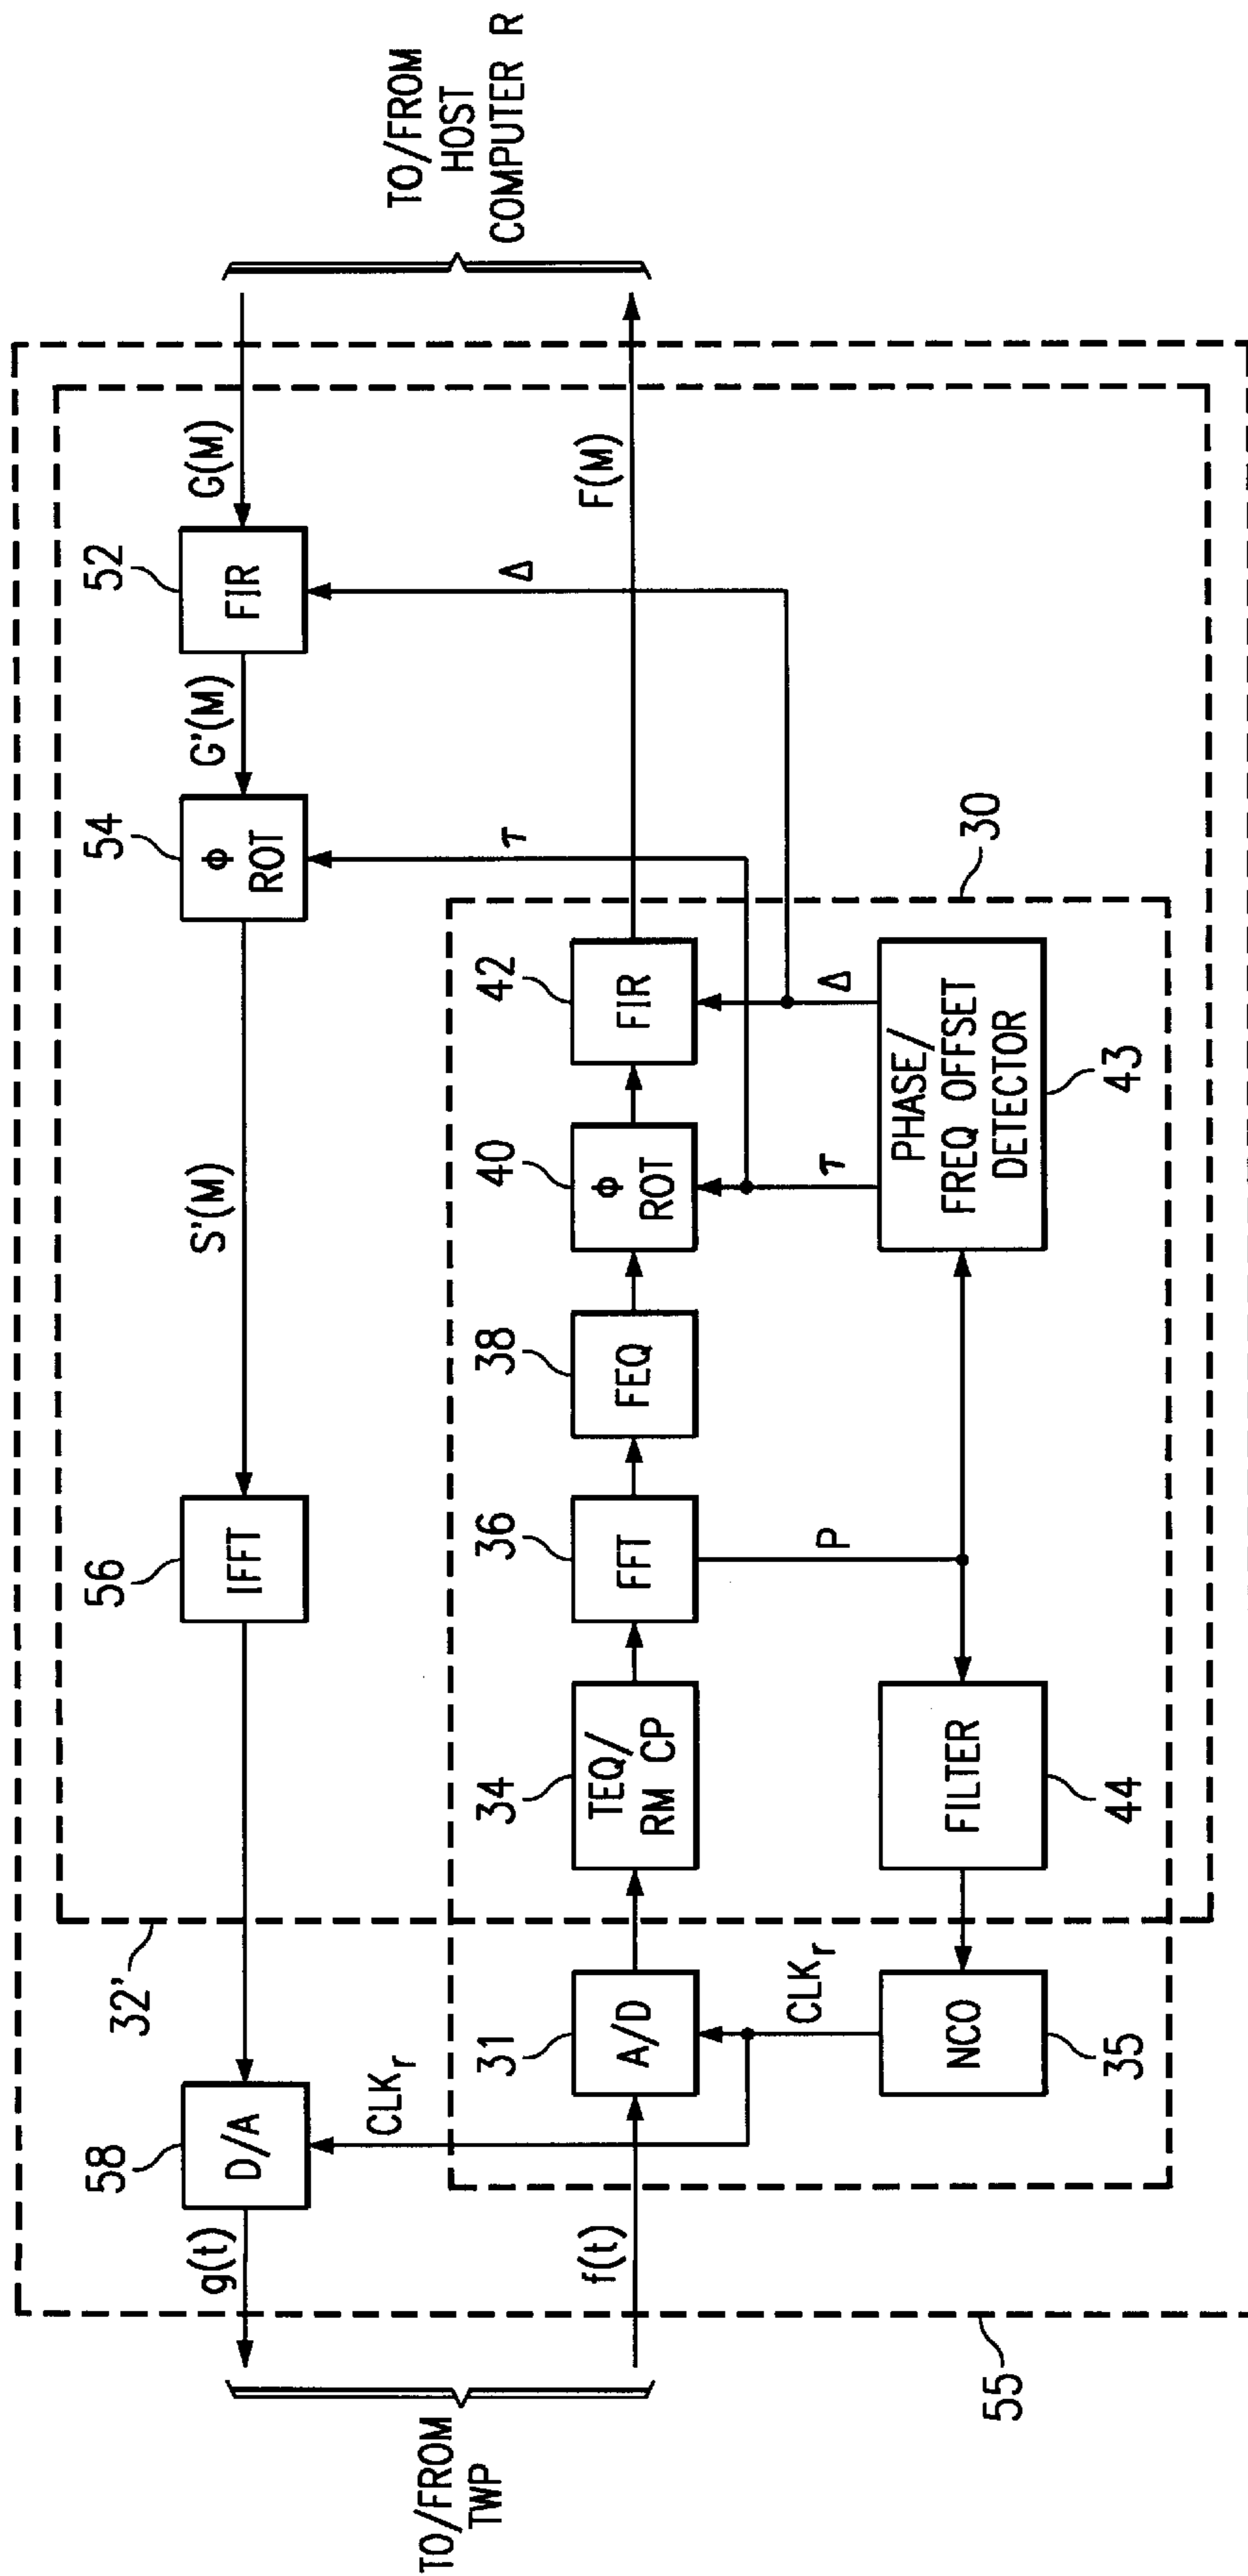 TO/FROM
TWP
g(t)
f(t)
55
58
D/A
CLKr
32'
31
A/D
CLKr
NCO
35
34
TEQ/
RM CP
FILTER
44
56
IFFT
36
FFT
P
38
FEQ
S'(M)
40
Φ
ROT
τ
42
FIR
Δ
PHASE/
FREQ OFFSET
DETECTOR
43
30
54
Φ
ROT
τ
G'(M)
52
FIR
Δ
G(M)
F(M)
TO/FROM
HOST
COMPUTER R